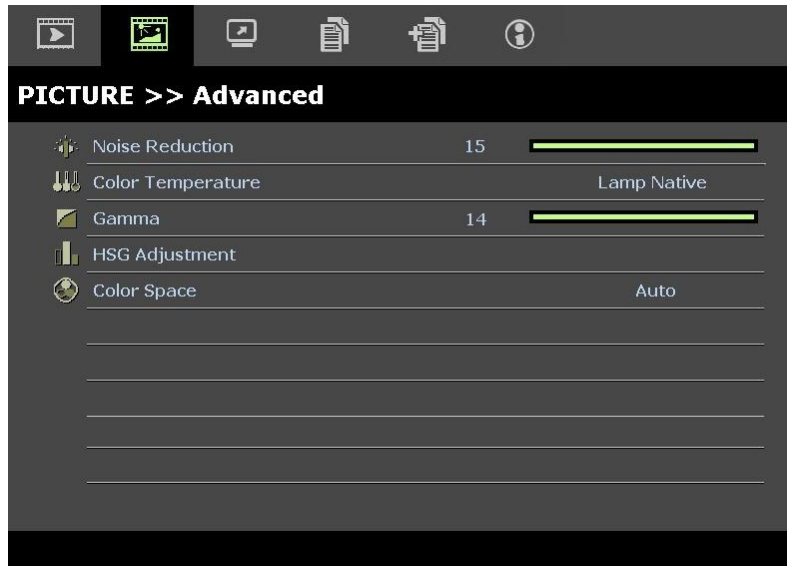 PICTURE >> Advanced
Noise Reduction 15
Color Temperature Lamp Native
Gamma 14
HSG Adjustment
Color Space Auto